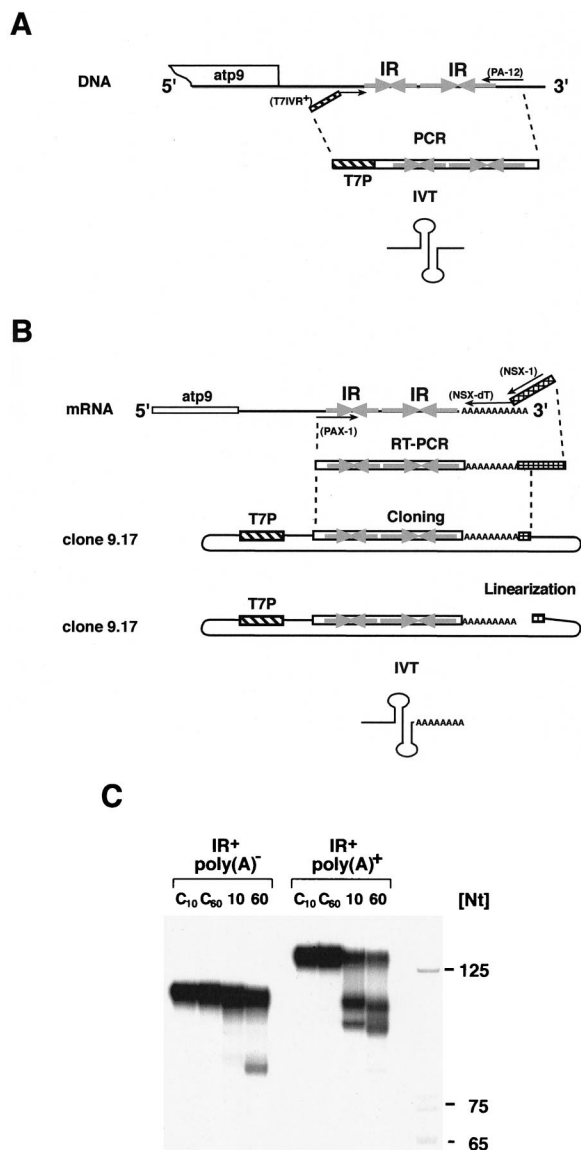 A
DNA
5'
atp9
IR
IR
(PA-12)
3'
(T7IVR+)
PCR
T7P
IVT
B
mRNA
5'
atp9
IR
IR
(NSX-dT)
(NSX-1)
AAAAAAAAAA
3'
(PAX-1)
RT-PCR
AAAAAAAAA
T7P
Cloning
clone 9.17
AAAAAAAAA
Linearization
T7P
clone 9.17
AAAAAAAAA
IVT
AAAAAAAA
C
IR+ IR+
poly(A)- poly(A)+
C10 C60 10 60 C10 C60 10 60 [Nt]
125
75
65